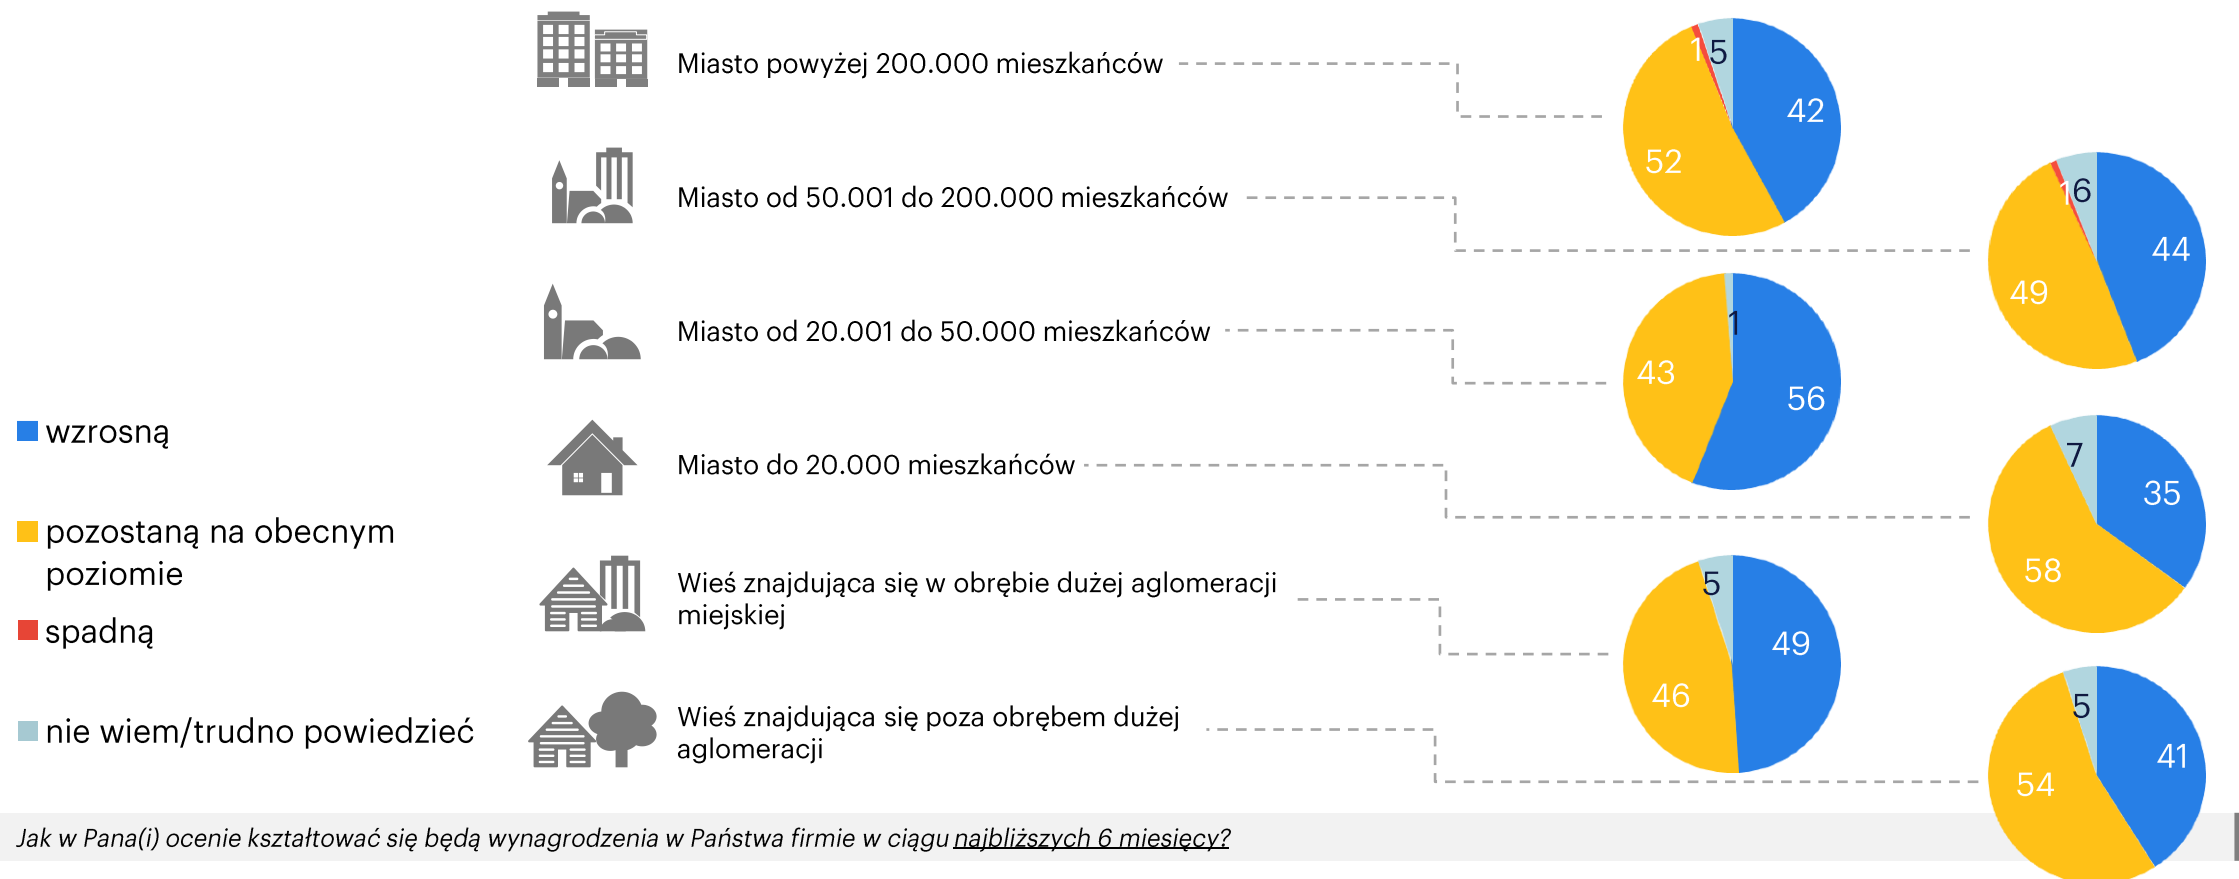 Miasto powyżej 200.000 mieszkańców
1
5
42
52
Miasto od 50.001 do 200.000 mieszkańców
1
6
44
49
Miasto od 20.001 do 50.000 mieszkańców
1
43
56
wzrosną
pozostaną na obecnym
poziomie
spadną
nie wiem/trudno powiedzieć
Miasto do 20.000 mieszkańców
7
35
58
Wieś znajdująca się w obrębie dużej aglomeracji
miejskiej
5
49
46
Wieś znajdująca się poza obrębem dużej
aglomeracji
5
41
54
Jak w Pana(i) ocenie kształtować się będą wynagrodzenia w Państwa firmie w ciągu najbliższych 6 miesięcy?